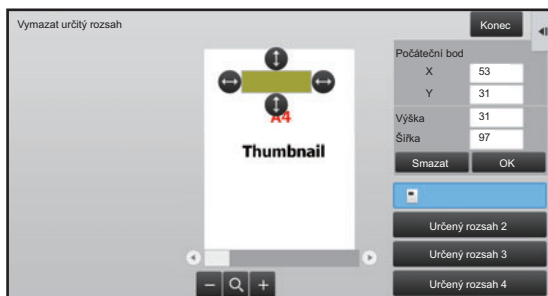 Vymazat určitý rozsah
Konec
A4
Thumbnail
Počáteční bod
X 53
Y 31
Výška 31
Šířka 97
Smazat OK
Určený rozsah 2
Určený rozsah 3
Určený rozsah 4